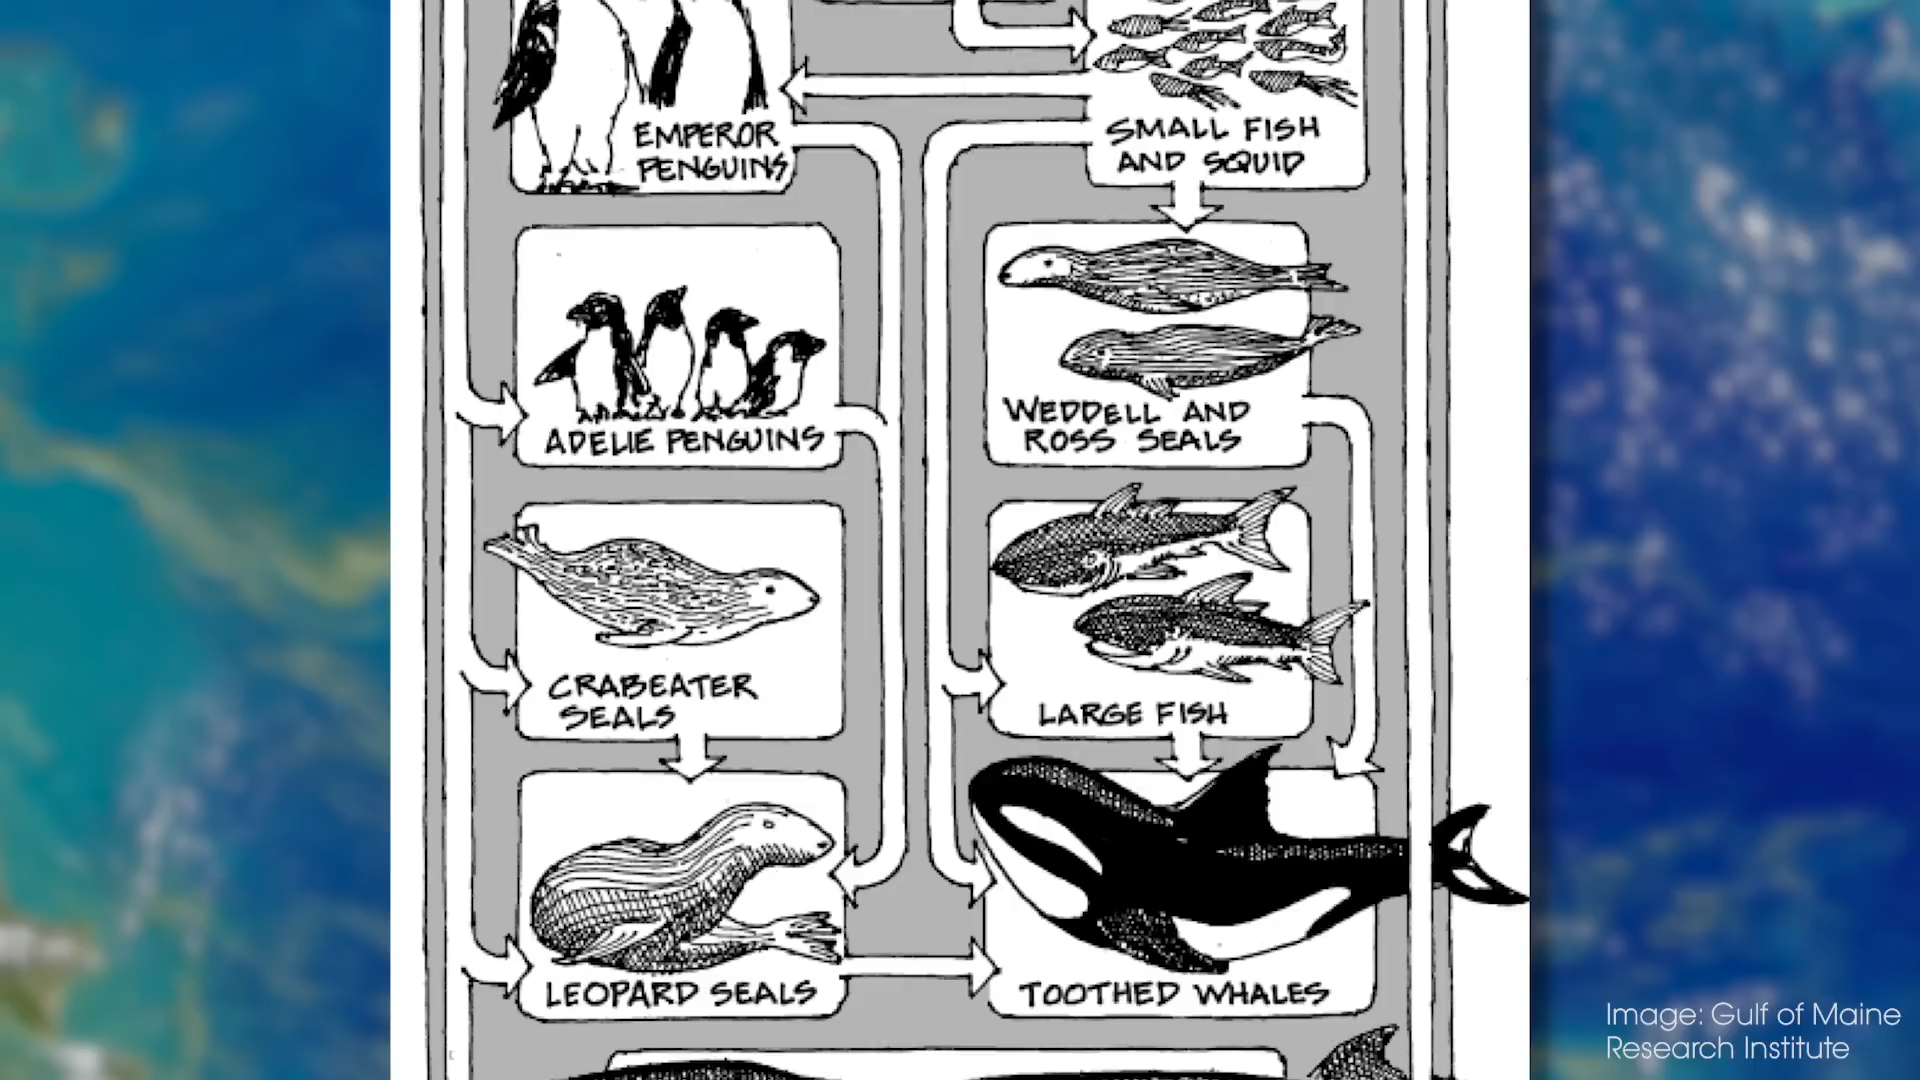 EMPEROR
PENGUINS
SMALL FISH
AND SQUID
ADELIE PENGUINS
WEDDELL AND
ROSS SEALS
CRABEATER
SEALS
LARGE FISH
LEOPARD SEALS
TOOTHED WHALES
Image: Gulf of Maine
Research Institute